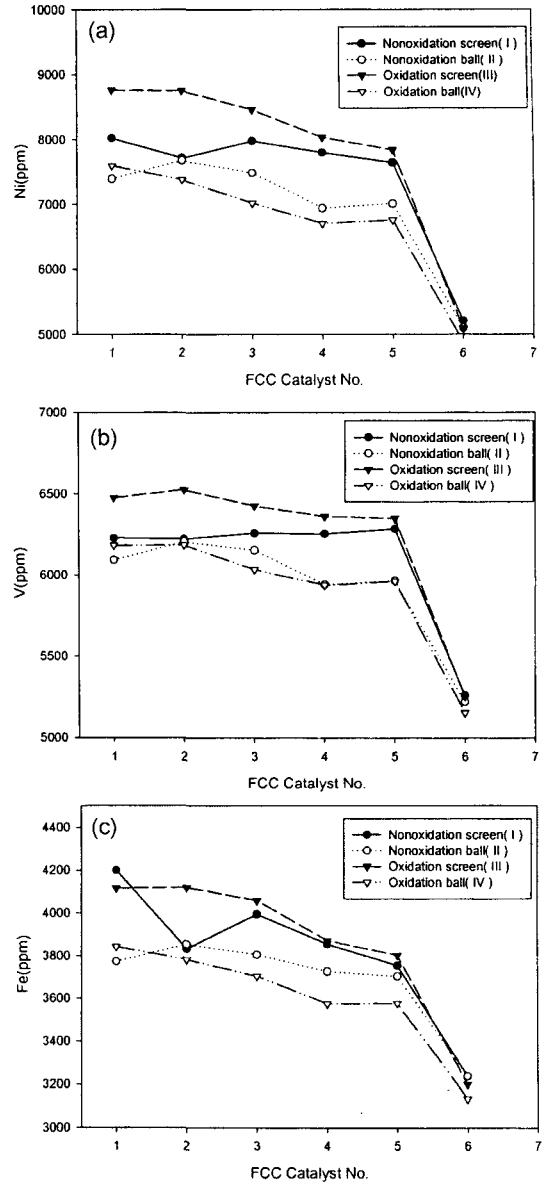 (a)
Nonoxidation screen( I )
Nonoxidation ball( II )
Oxidation screen(III)
Oxidation ball(IV)
10000
9000
8000
7000
6000
5000
Ni(ppm)
1 2 3 4 5 6 7
FCC Catalyst No.
(b)
Nonoxidation screen( I )
Nonoxidation ball( II )
Oxidation screen( III )
Oxidation ball( IV )
7000
6500
6000
5500
5000
V(ppm)
1 2 3 4 5 6 7
FCC Catalyst No.
(c)
Nonoxidation screen( I )
Nonoxidation ball( II )
Oxidation screen( III )
Oxidation ball( IV )
4400
4200
4000
3800
3600
3400
3200
3000
Fe(ppm)
1 2 3 4 5 6 7
FCC Catalyst No.